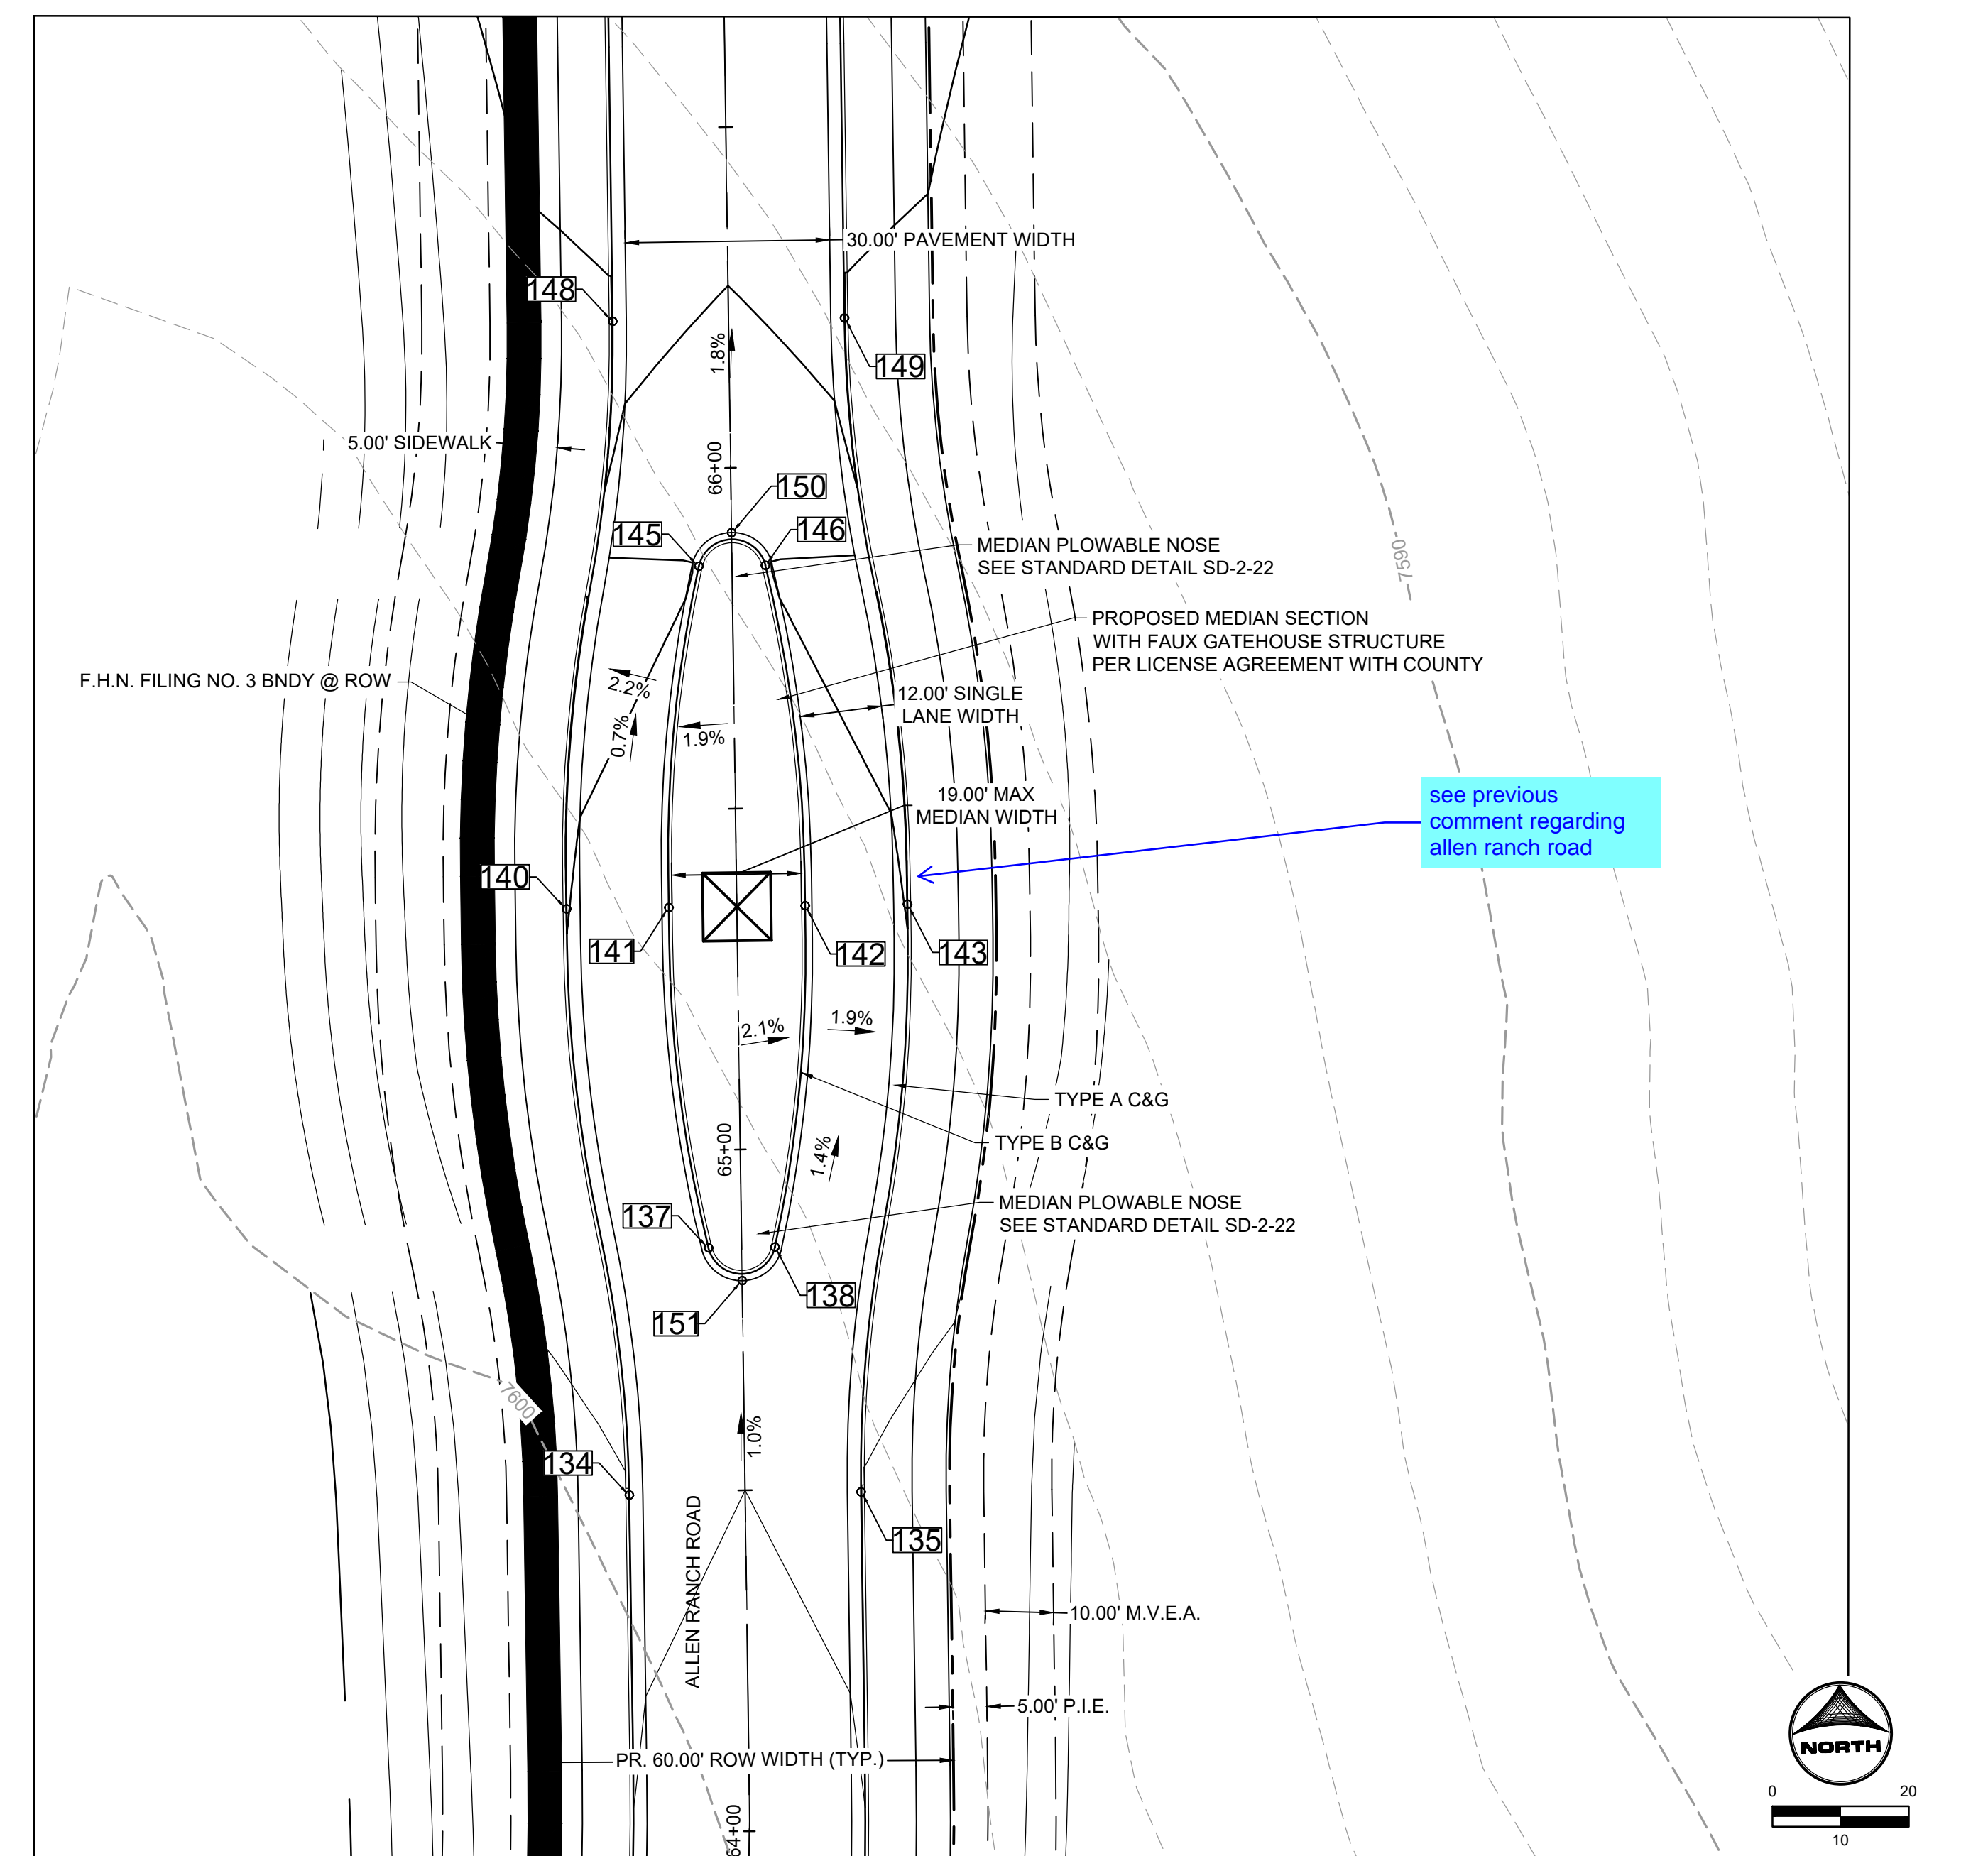 30.00' PAVEMENT WIDTH
148
1.8%
149
5.00' SIDEWALK
66+00
150
145
146
MEDIAN PLOWABLE NOSE
SEE STANDARD DETAIL SD-2-22
7590
PROPOSED MEDIAN SECTION
WITH FAUX GATEHOUSE STRUCTURE
PER LICENSE AGREEMENT WITH COUNTY
F.H.N. FILING NO. 3 BNDY @ ROW
2.2%
12.00' SINGLE
LANE WIDTH
0.7%
1.9%
19.00' MAX
MEDIAN WIDTH
see previous
comment regarding
allen ranch road
140
141
142
143
2.1%
1.9%
TYPE A C&G
TYPE B C&G
65+00
1.4%
MEDIAN PLOWABLE NOSE
SEE STANDARD DETAIL SD-2-22
137
138
151
7600
1.0%
134
135
ALLEN RANCH ROAD
10.00' M.V.E.A.
5.00' P.I.E.
PR. 60.00' ROW WIDTH (TYP.)
64+00
NORTH
0
20
10